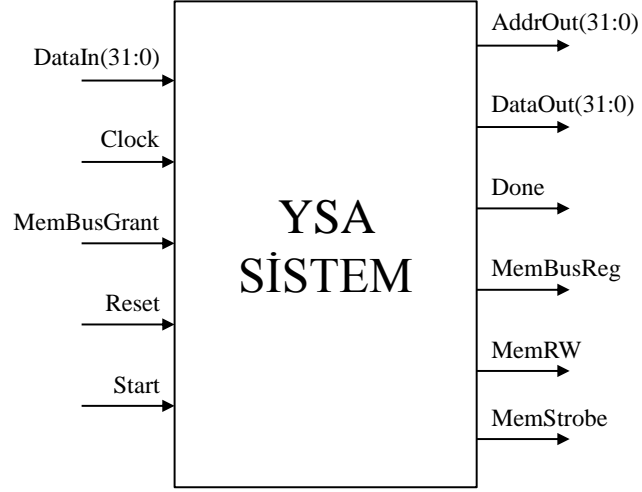 DataIn(31:0)
Clock
MemBusGrant
Reset
Start
YSA
SİSTEM
AddrOut(31:0)
DataOut(31:0)
Done
MemBusReg
MemRW
MemStrobe